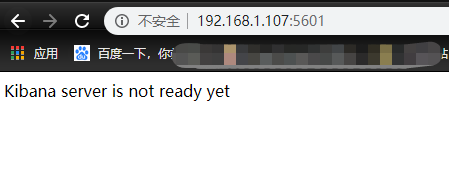 不安全 192.168.1.107:5601
应用 百度一下，你 占
Kibana server is not ready yet